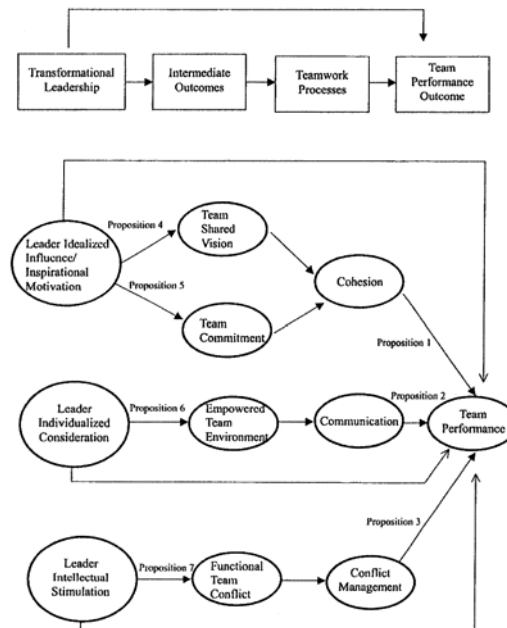 Transformational
Leadership
Intermediate
Outcomes
Teamwork
Processes
Team
Performance
Outcome
Leader Idealized
Influence/
Inspirational
Motivation
Proposition 4
Proposition 5
Team
Shared
Vision
Team
Commitment
Cohesion
Proposition 1
Leader
Individualized
Consideration
Proposition 6
Empowered
Team
Environment
Communication
Proposition 2
Team
Performance
Leader
Intellectual
Stimulation
Proposition 7
Functional
Team
Conflict
Conflict
Management
Proposition 3